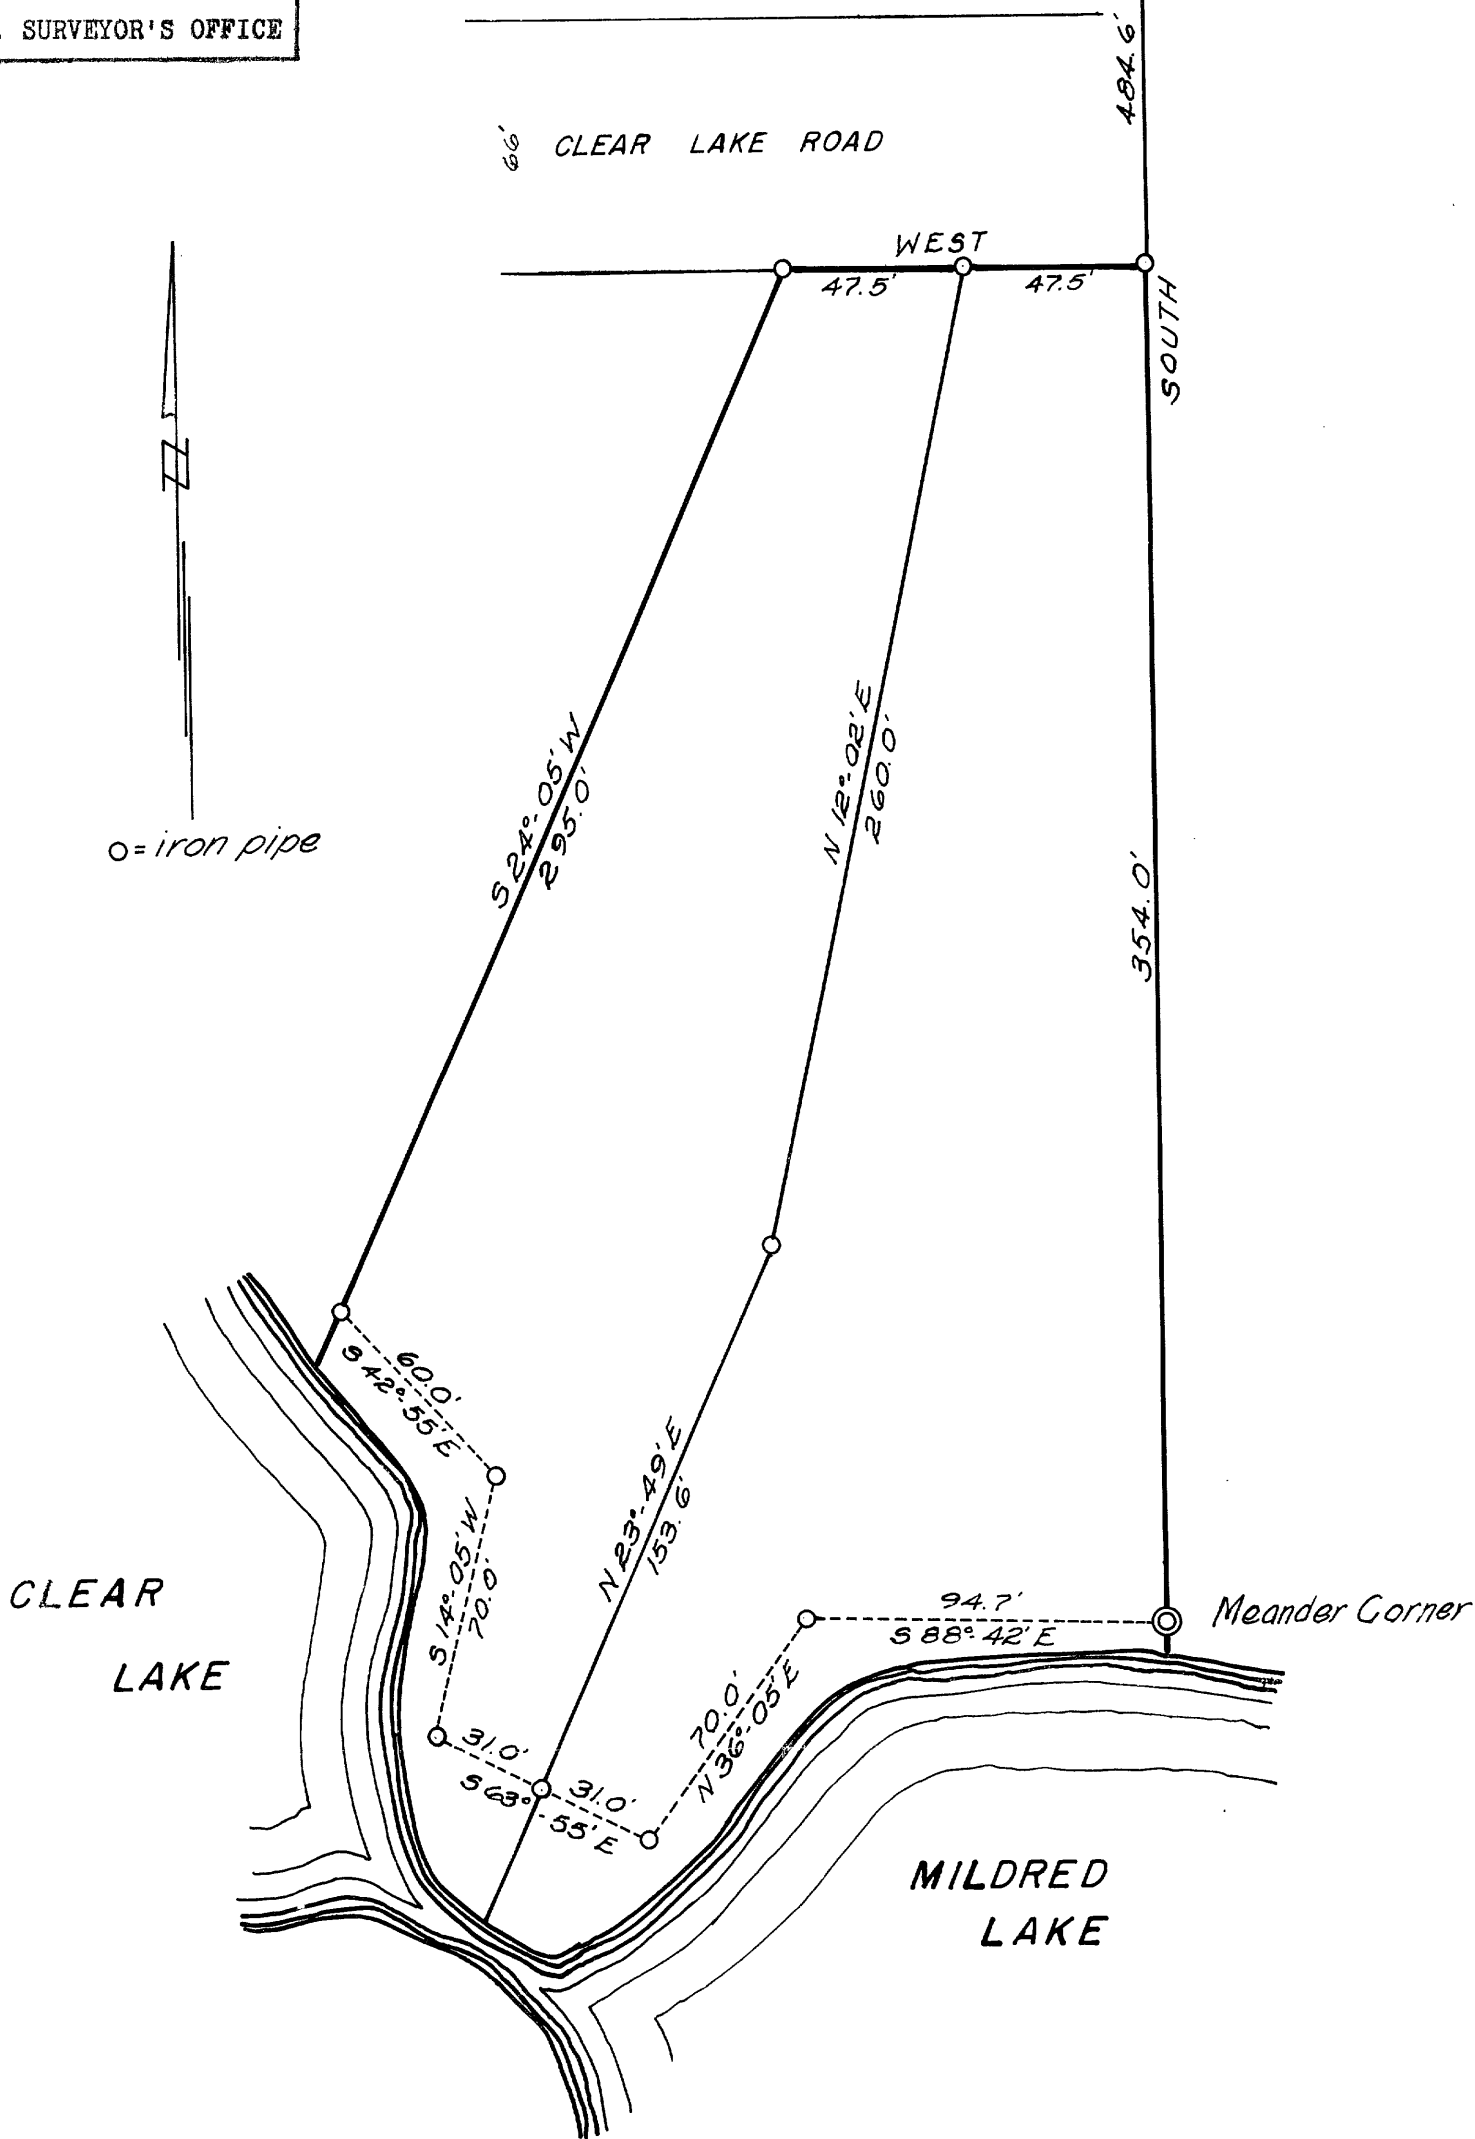 SURVEYOR'S OFFICE
484.6'
66'
CLEAR LAKE ROAD
WEST
47.5'
47.5'
SOUTH
N
S 24°-05' W
295.0'
N 12°-02' E
260.0'
354.0'
o = iron pipe
60.0'
S 42°-55' E
S 14°-05' W
70.0'
N 23°-49' E
153.6'
94.7'
S 88°-42' E
Meander Corner
CLEAR
LAKE
70.0'
N 36°-05' E
31.0'
31.0'
S 63°-55' E
MILDRED
LAKE